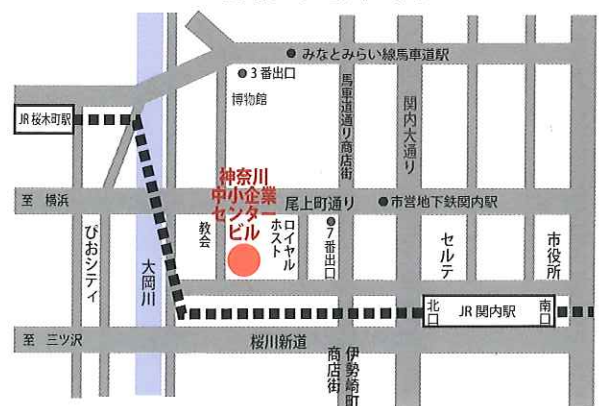 みなとみらい線馬車道駅
3番出口
博物館
馬車道通り商店街
関内大通り
JR桜木町駅
神奈川
中小企業
センター
ビル
至 横浜
尾上町通り
市営地下鉄関内駅
ぴおシティ
大岡川
教会
ロイヤル
ホスト
7番出口
セルテ
市役所
北口
JR関内駅
南口
至 三ツ沢
桜川新道
伊勢崎町
商店街